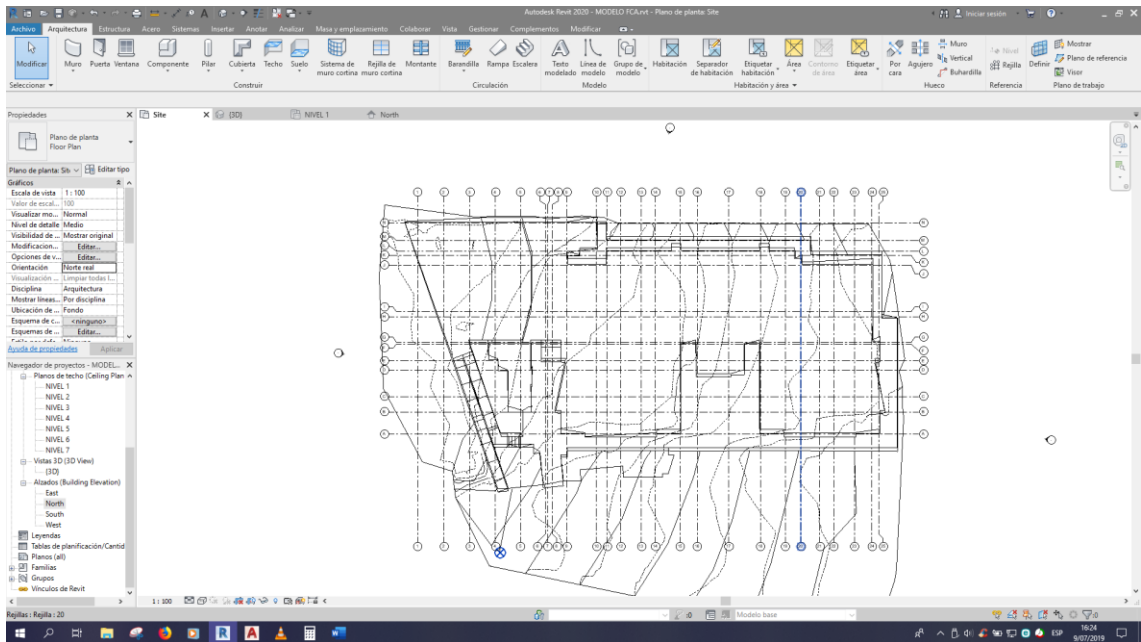 Autodesk Revit 2020 - MODELO FCA.rvt - Plano de planta: Site
Iniciar sesión
Archivo Arquitectura Estructura Acero Sistemas Insertar Anotar Analizar Masa y emplazamiento Colaborar Vista Gestionar Complementos Modificar
Modificar
Muro Puerta Ventana Componente Pilar Cubierta Techo Suelo Sistema de muro cortina Rejilla de muro cortina Montante
Barandilla Rampa Escalera
Texto modelado Línea de modelo Grupo de modelo
Habitación Separador de habitación Etiquetar habitación Área Contorno de área Etiquetar área
Por cara Agujero Muro Vertical Buhardilla
Nivel Rejilla
Definir Mostrar Plano de referencia Visor
Seleccionar Construir Circulación Modelo Habitación y área Hueco Referencia Plano de trabajo
Propiedades
Site {3D} NIVEL 1 North
Plano de planta
Floor Plan
Plano de planta: Sit Editar tipo
Gráficos
Escala de vista 1 : 100
Valor de escal... 100
Visualizar mo... Normal
Nivel de detalle Medio
Visibilidad de ... Mostrar original
Modificacion... Editar...
Opciones de v... Editar...
Orientación Norte real
Visualización ... Limpiar todas l...
Disciplina Arquitectura
Mostrar líneas... Por disciplina
Ubicación de ... Fondo
Esquema de c... <ninguno>
Esquemas de ... Editar...
Ayuda de propiedades Aplicar
Navegador de proyectos - MODEL...
Planos de techo (Ceiling Plan
NIVEL 1
NIVEL 2
NIVEL 3
NIVEL 4
NIVEL 5
NIVEL 6
NIVEL 7
Vistas 3D (3D View)
{3D}
Alzados (Building Elevation)
East
North
South
West
Leyendas
Tablas de planificación/Cantid
Planos (all)
Familias
Grupos
Vínculos de Revit
1 : 100
Rejillas : Rejilla : 20
:0
Modelo base
:0
ESP
16:24
9/07/2019